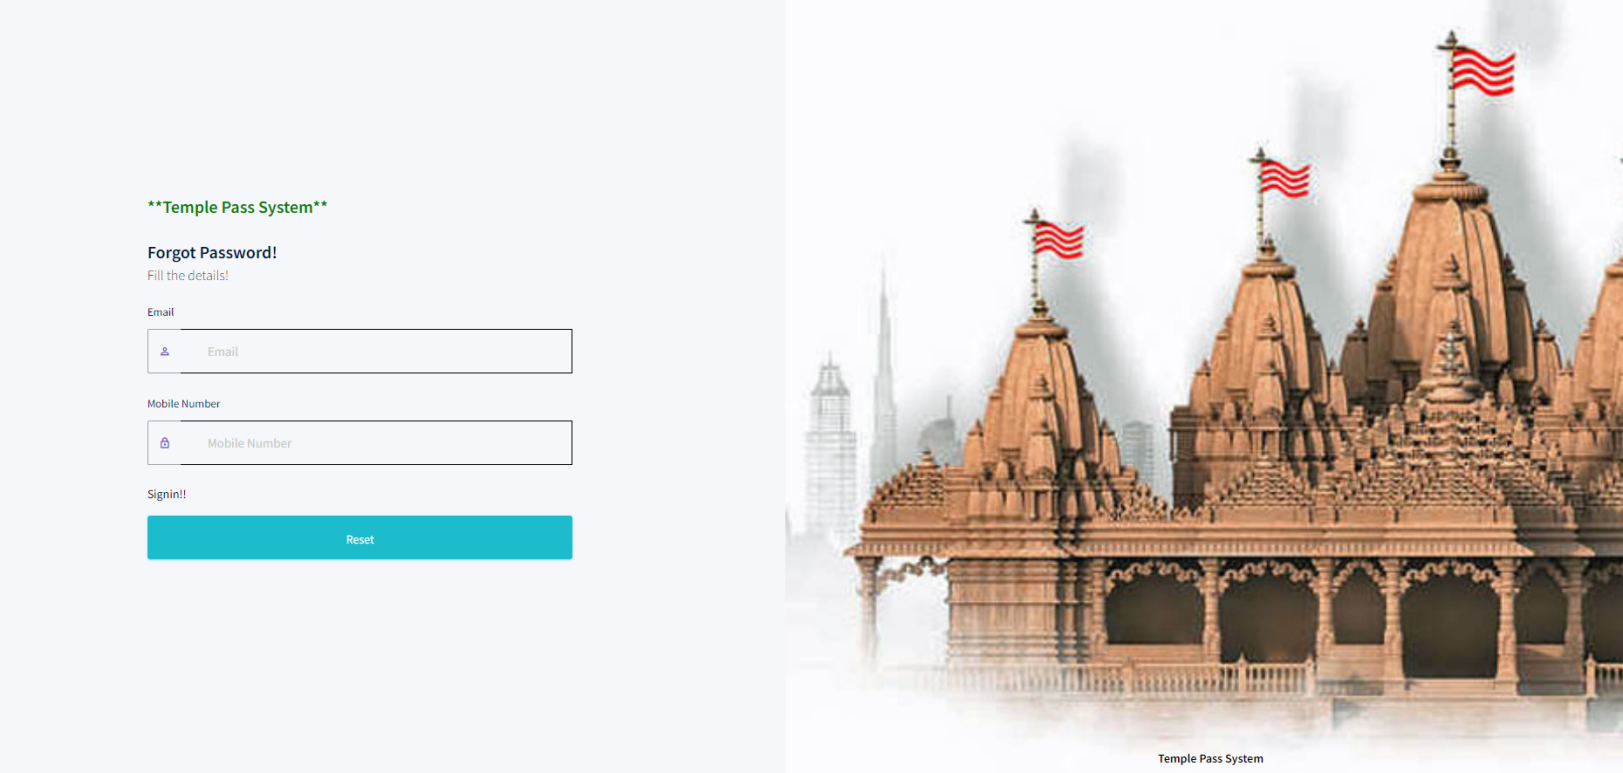 **Temple Pass System**
Forgot Password!
Fill the details!
Email
Email
Mobile Number
Mobile Number
Signin!!
Reset
Temple Pass System